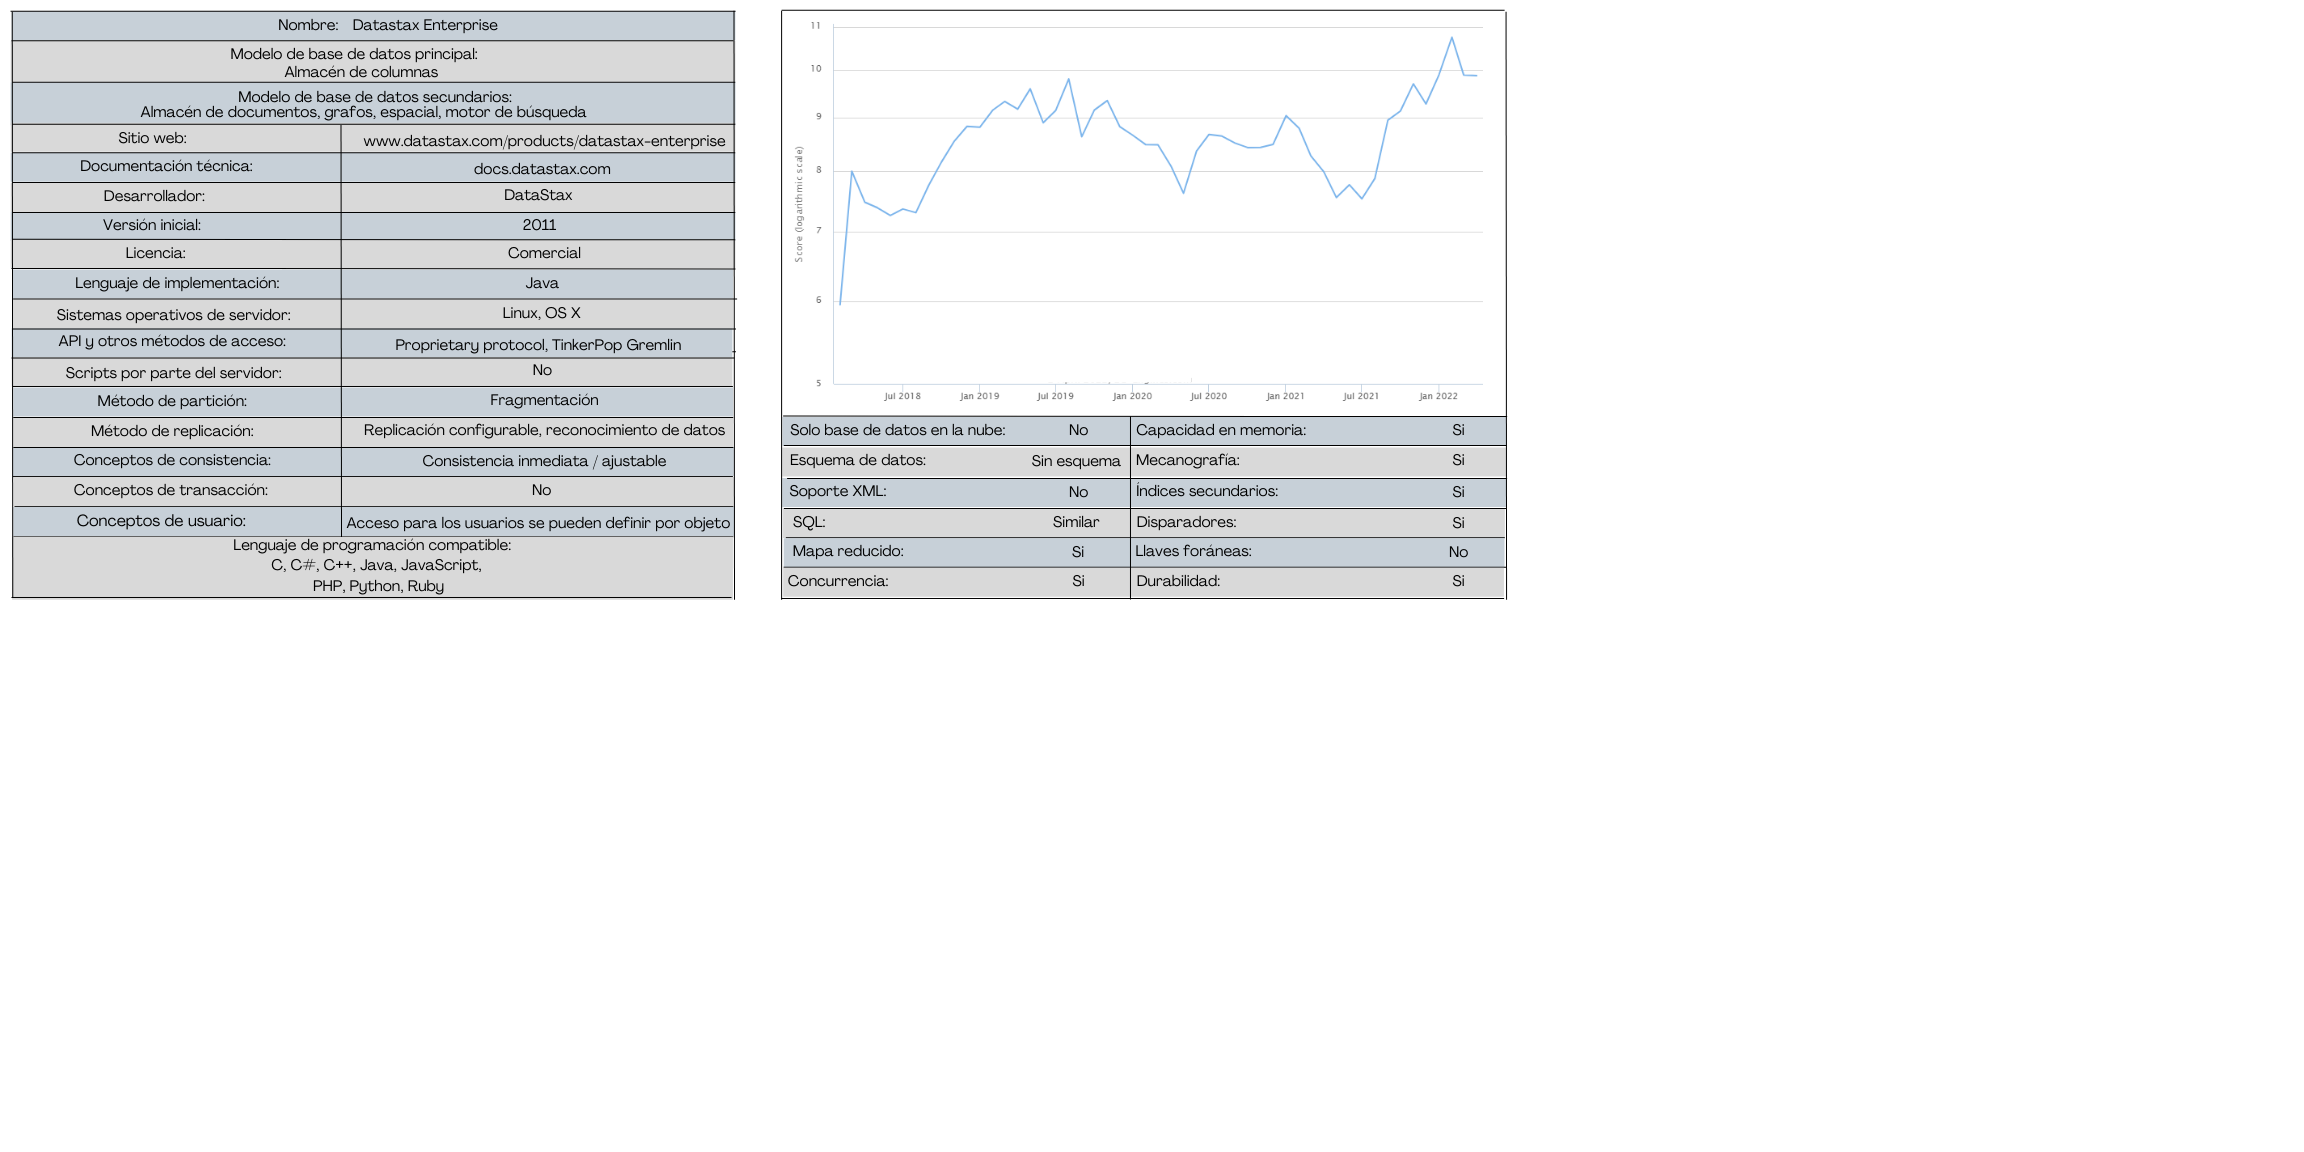 Nombre: Datastax Enterprise
Modelo de base de datos principal:
Almacén de columnas
Modelo de base de datos secundarios:
Almacén de documentos, grafos, espacial, motor de búsqueda
Sitio web: www.datastax.com/products/datastax-enterprise
Documentación técnica: docs.datastax.com
Desarrollador: DataStax
Versión inicial: 2011
Licencia: Comercial
Lenguaje de implementación: Java
Sistemas operativos de servidor: Linux, OS X
API y otros métodos de acceso: Proprietary protocol, TinkerPop Gremlin
Scripts por parte del servidor: No
Método de partición: Fragmentación
Método de replicación: Replicación configurable, reconocimiento de datos
Conceptos de consistencia: Consistencia inmediata / ajustable
Conceptos de transacción: No
Conceptos de usuario: Acceso para los usuarios se pueden definir por objeto
Lenguaje de programación compatible:
C, C#, C++, Java, JavaScript,
PHP, Python, Ruby
Score (logarithmic scale)
11
10
9
8
7
6
5
Jul 2018 Jan 2019 Jul 2019 Jan 2020 Jul 2020 Jan 2021 Jul 2021 Jan 2022
Solo base de datos en la nube: No Capacidad en memoria: Si
Esquema de datos: Sin esquema Mecanografía: Si
Soporte XML: No Índices secundarios: Si
SQL: Similar Disparadores: Si
Mapa reducido: Si Llaves foráneas: No
Concurrencia: Si Durabilidad: Si